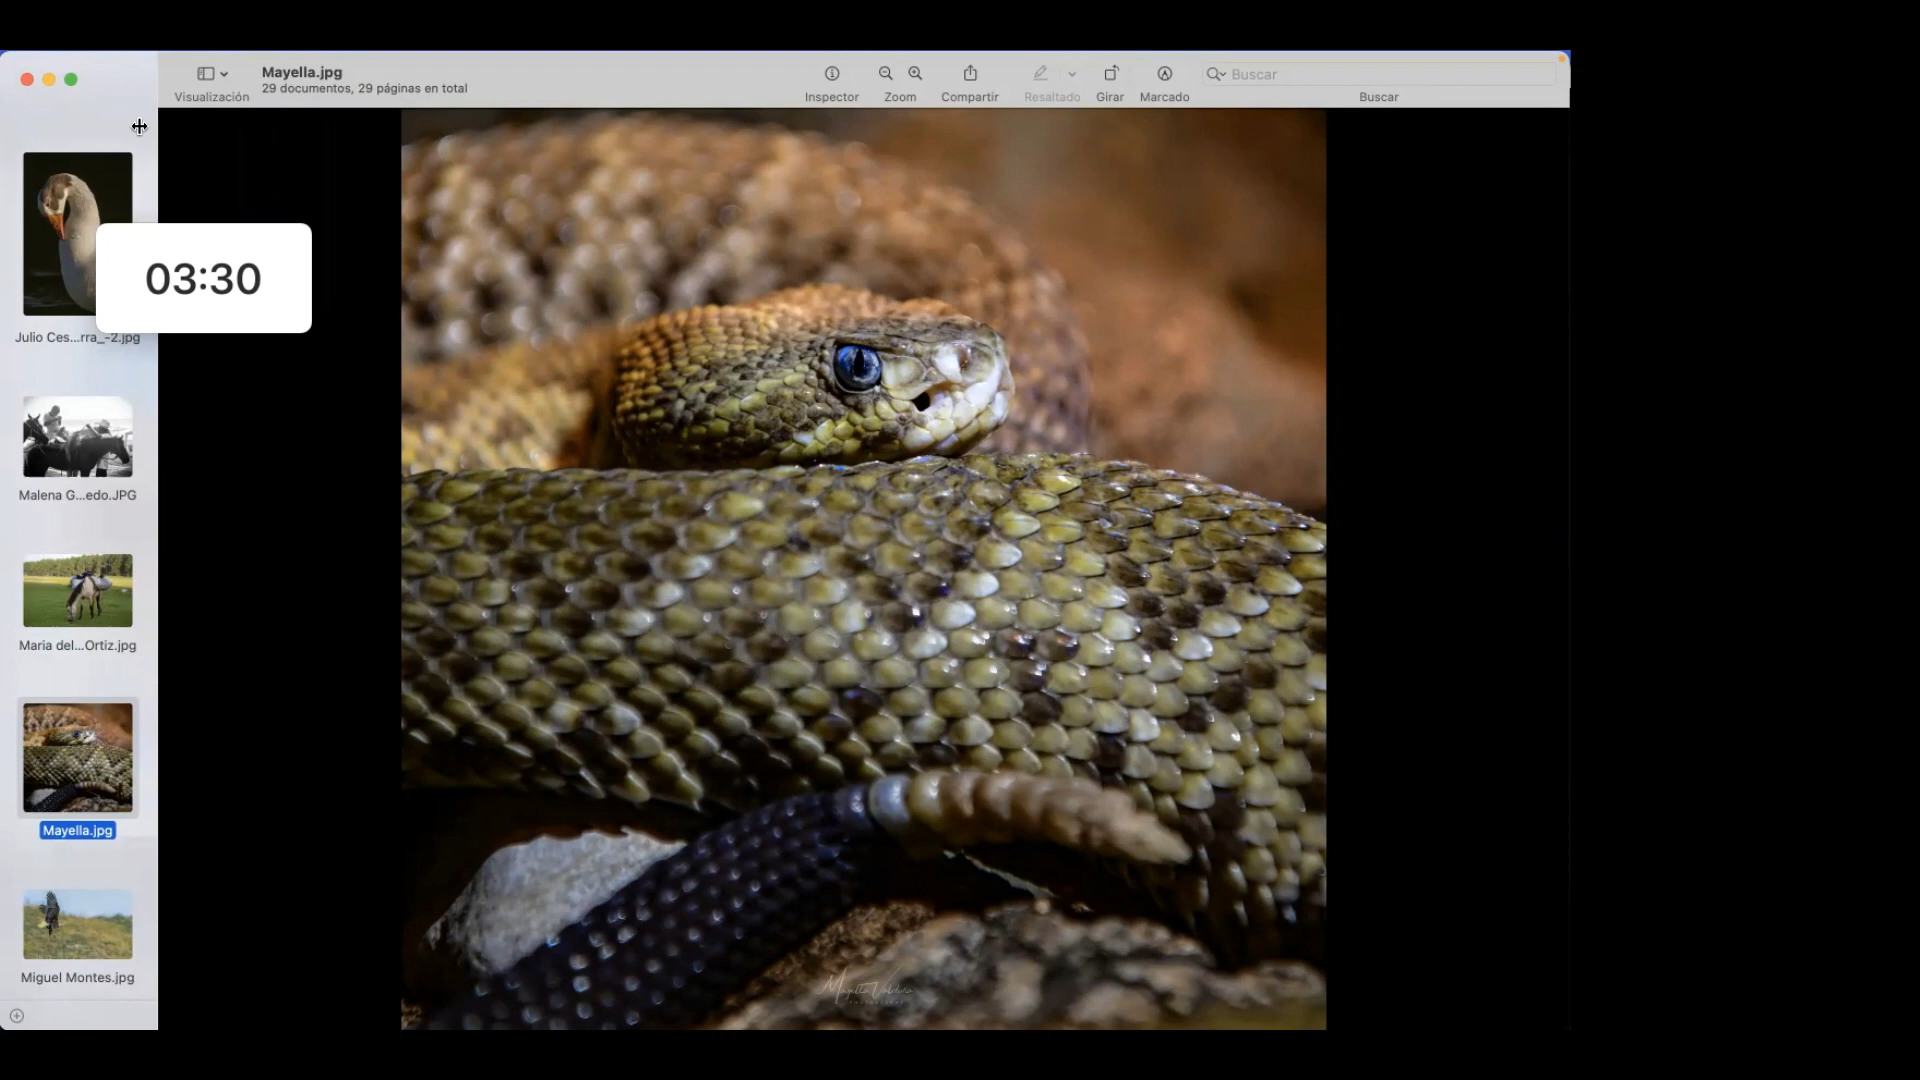 Mayella.jpg
29 documentos, 29 páginas en total
Visualización
Inspector
Zoom
Compartir
Resaltado
Girar
Marcado
Buscar
Buscar
03:30
Julio Ces...rra_-2.jpg
Malena G...edo.JPG
Maria del...Ortiz.jpg
Mayella.jpg
Miguel Montes.jpg